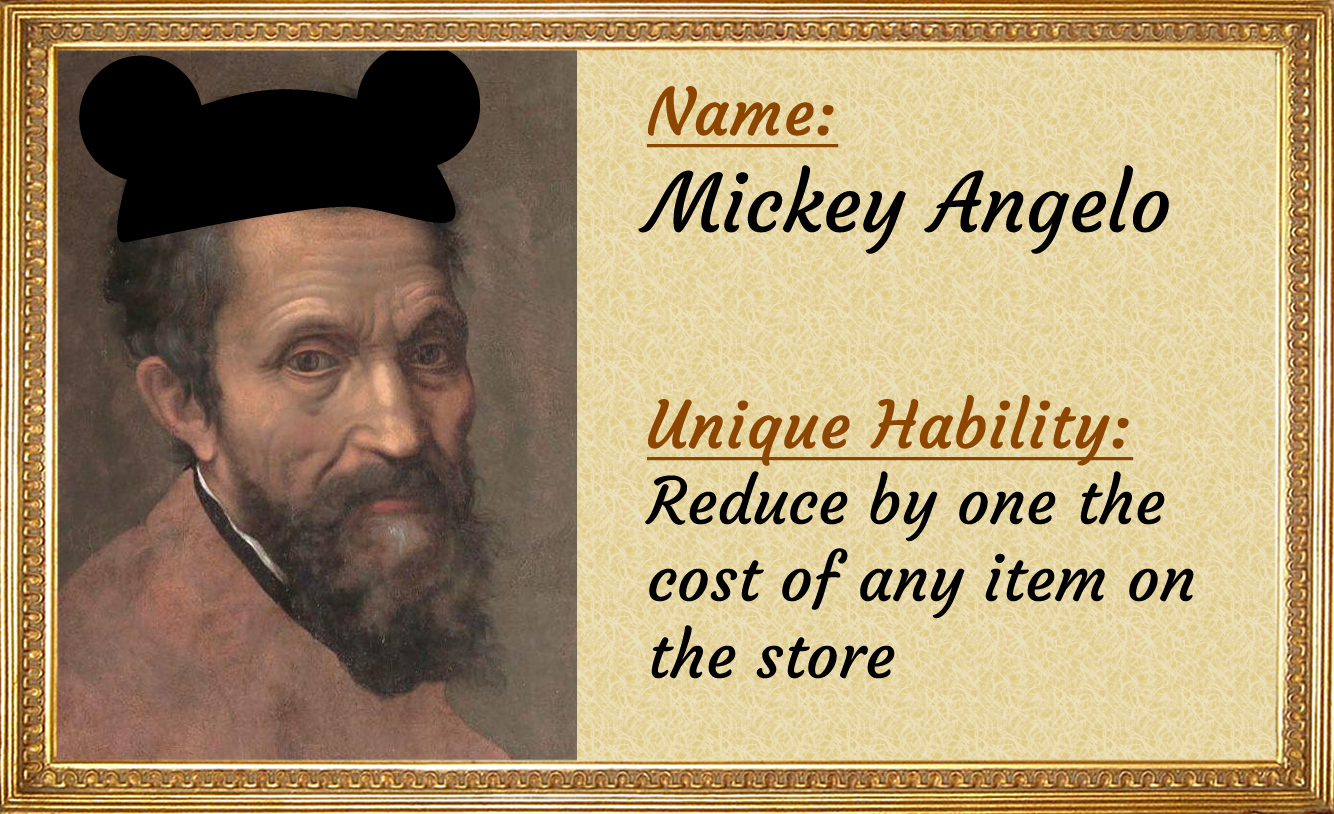 Name:
Mickey Angelo
Unique Hability:
Reduce by one the
cost of any item on
the store